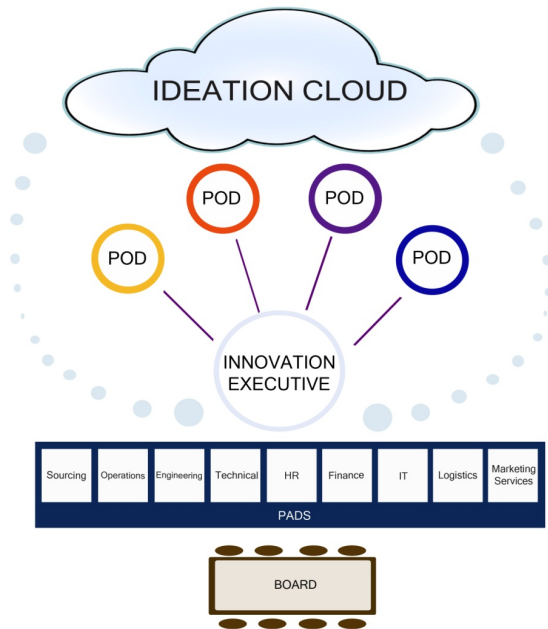 IDEATION CLOUD
POD
POD
POD
POD
INNOVATION
EXECUTIVE
Sourcing
Operations
Engineering
Technical
HR
Finance
IT
Logistics
Marketing
Services
PADS
BOARD